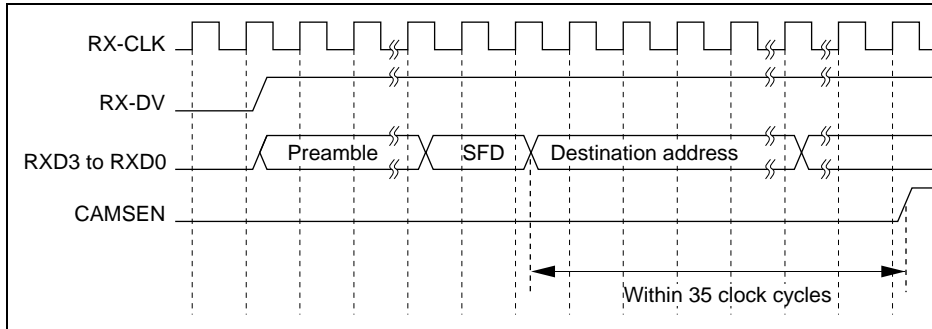 RX-CLK
RX-DV
RXD3 to RXD0
Preamble
SFD
Destination address
CAMSEN
Within 35 clock cycles